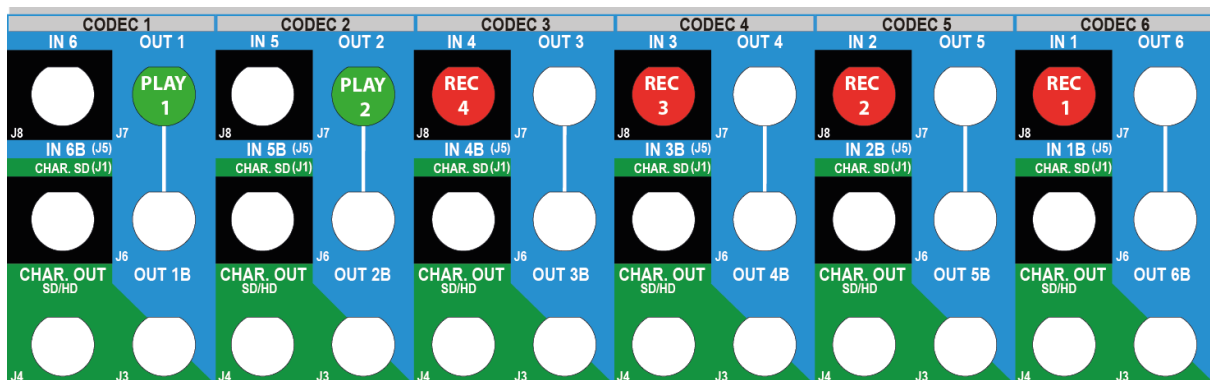 CODEC 1 CODEC 2 CODEC 3 CODEC 4 CODEC 5 CODEC 6
IN 6 OUT 1 IN 5 OUT 2 IN 4 OUT 3 IN 3 OUT 4 IN 2 OUT 5 IN 1 OUT 6
PLAY PLAY REC REC REC REC
1 2 4 3 2 1
J8 J7 J8 J7 J8 J7 J8 J7 J8 J7 J8 J7
IN 6B (J5) IN 5B (J5) IN 4B (J5) IN 3B (J5) IN 2B (J5) IN 1B (J5)
CHAR. SD (J1) CHAR. SD (J1) CHAR. SD (J1) CHAR. SD (J1) CHAR. SD (J1) CHAR. SD (J1)
J6 J6 J6 J6 J6 J6
CHAR. OUT OUT 1B CHAR. OUT OUT 2B CHAR. OUT OUT 3B CHAR. OUT OUT 4B CHAR. OUT OUT 5B CHAR. OUT OUT 6B
SD/HD SD/HD SD/HD SD/HD SD/HD SD/HD
J4 J3 J4 J3 J4 J3 J4 J3 J4 J3 J4 J3